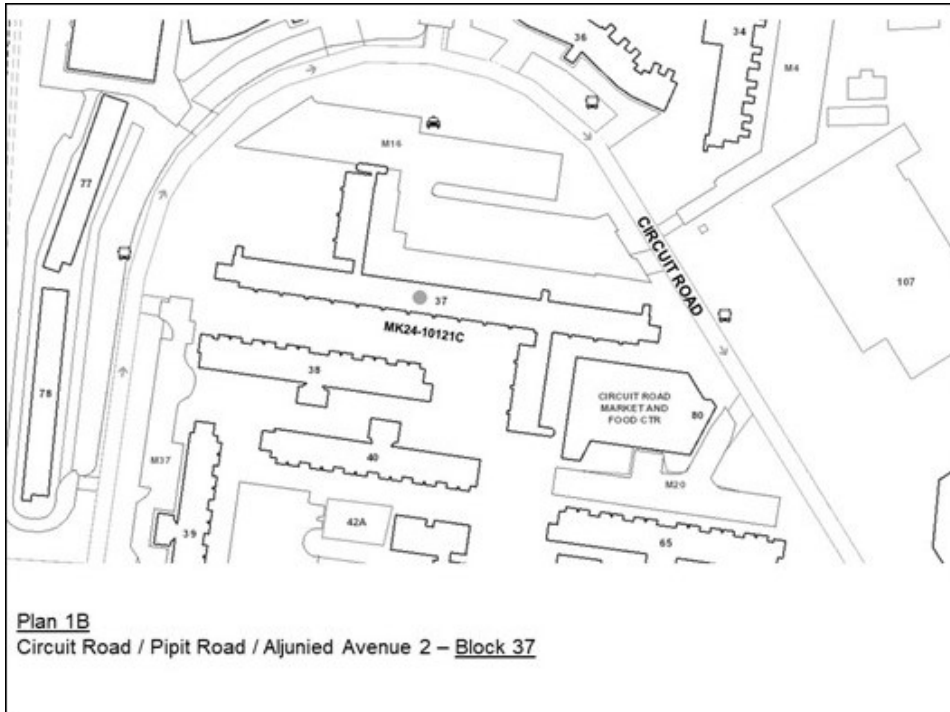 36
34
M4
77
M16
CIRCUIT ROAD
107
37
MK24-10121C
38
78
CIRCUIT ROAD
MARKET AND
FOOD CTR
80
40
M37
M20
42A
39
65
Plan 1B
Circuit Road / Pipit Road / Aljunied Avenue 2 – Block 37